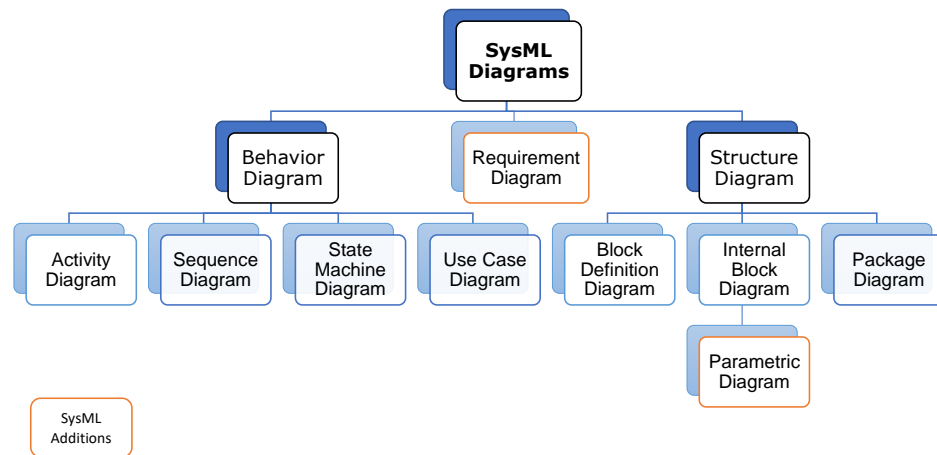 SysML
Diagrams
Behavior
Diagram
Requirement
Diagram
Structure
Diagram
Activity
Diagram
Sequence
Diagram
State
Machine
Diagram
Use Case
Diagram
Block
Definition
Diagram
Internal
Block
Diagram
Package
Diagram
Parametric
Diagram
SysML
Additions